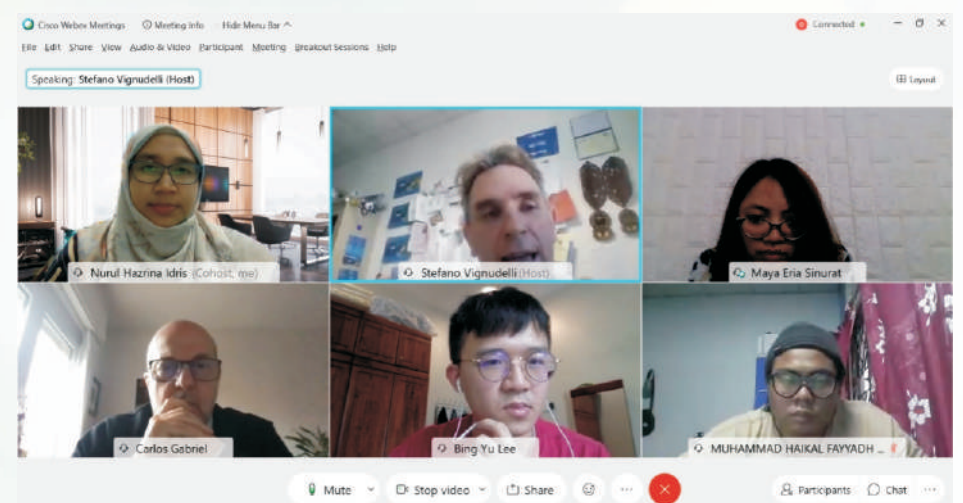 Cisco Webex Meetings Meeting Info Hide Menu Bar
Connected
File Edit Share View Audio & Video Participant Meeting Breakout Sessions Help
Speaking: Stefano Vignudelli (Host)
Layout
Nurul Hazrina Idris (Cohost, me)
Stefano Vignudelli (Host)
Maya Eria Sinurat
Carlos Gabriel
Bing Yu Lee
MUHAMMAD HAIKAL FAYYADH ...
Mute Stop video Share ... Participants Chat ...